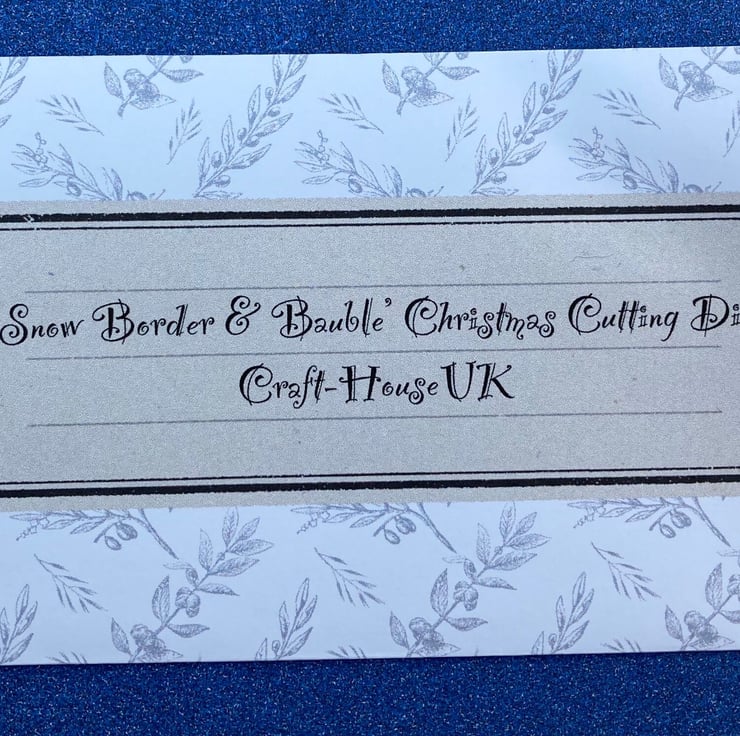 Snow Border & Bauble' Christmas Cutting Di
Craft-House UK